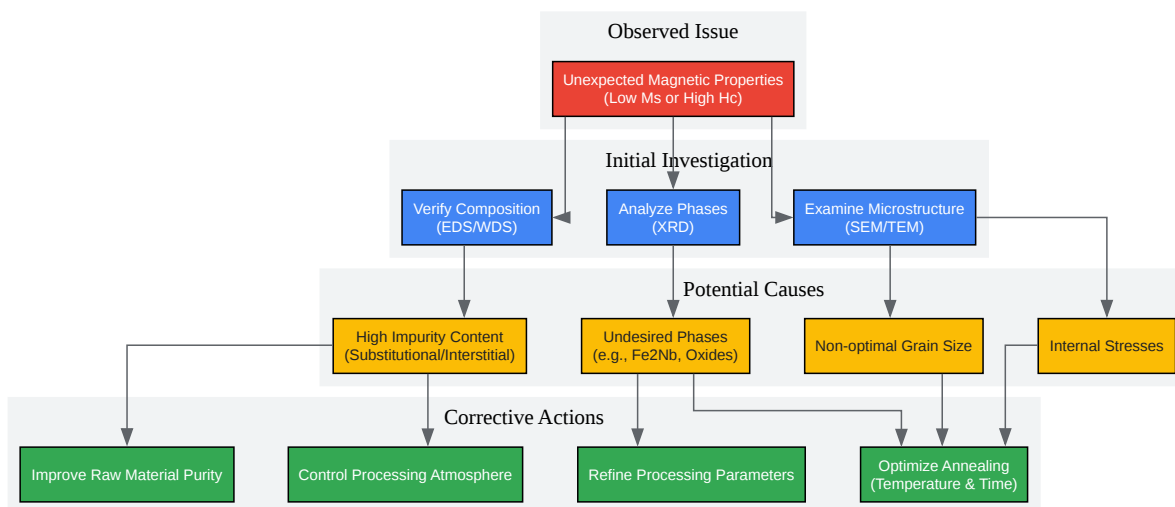 Observed Issue
Unexpected Magnetic Properties
(Low Ms or High Hc)
Initial Investigation
Verify Composition
(EDS/WDS)
Analyze Phases
(XRD)
Examine Microstructure
(SEM/TEM)
Potential Causes
High Impurity Content
(Substitutional/Interstitial)
Undesired Phases
(e.g., Fe2Nb, Oxides)
Non-optimal Grain Size
Internal Stresses
Corrective Actions
Improve Raw Material Purity
Control Processing Atmosphere
Refine Processing Parameters
Optimize Annealing
(Temperature & Time)